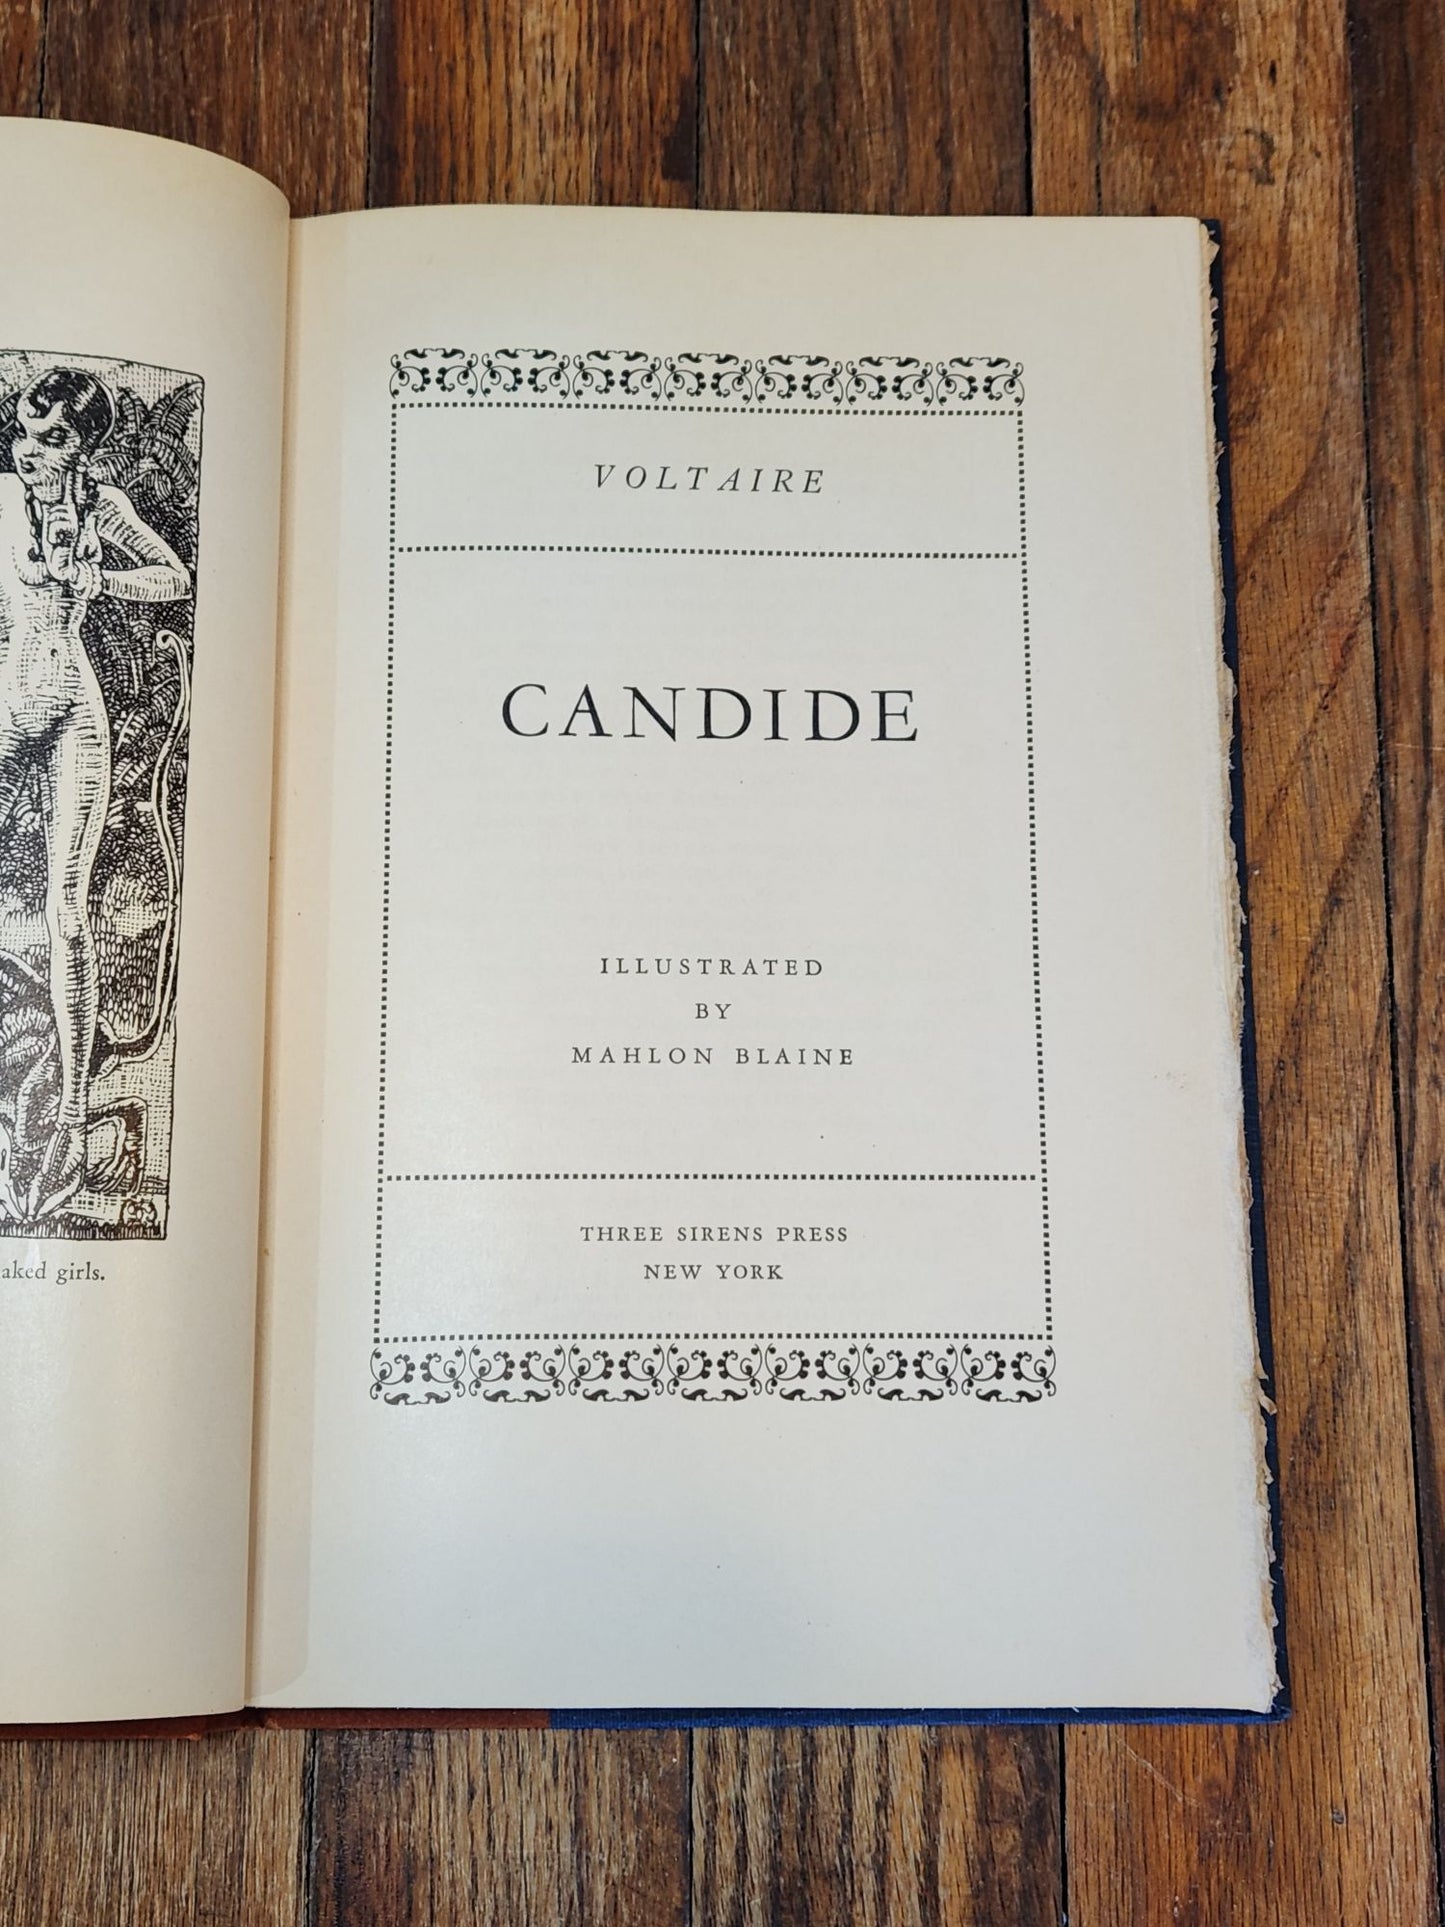 aked girls.
VOLTAIRE
CANDIDE
ILLUSTRATED
BY
MAHLON BLAINE
THREE SIRENS PRESS
NEW YORK